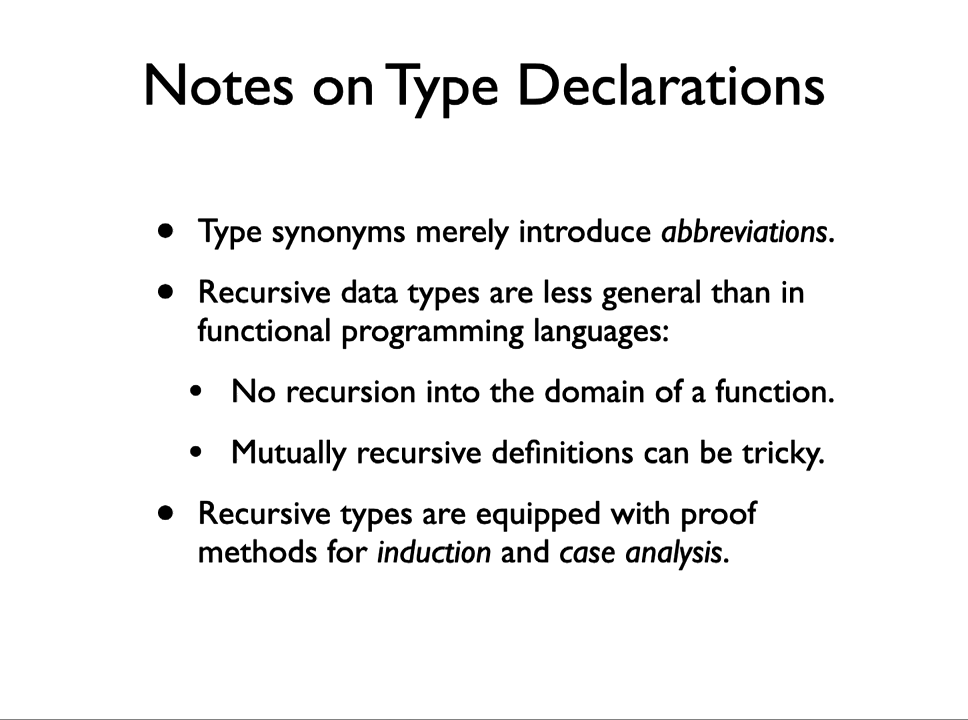 Notes on Type Declarations
• Type synonyms merely introduce abbreviations.
• Recursive data types are less general than in
functional programming languages:
• No recursion into the domain of a function.
• Mutually recursive definitions can be tricky.
• Recursive types are equipped with proof
methods for induction and case analysis.